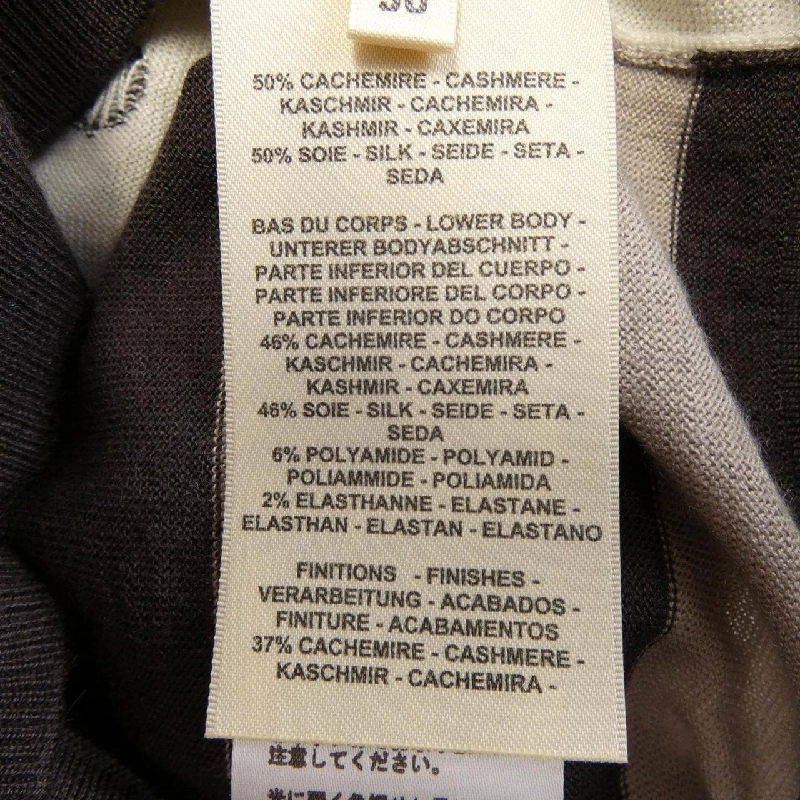 50% CACHEMIRE - CASHMERE -
KASCHMIR - CACHEMIRA -
KASHMIR - CAXEMIRA
50% SOIE - SILK - SEIDE - SETA -
SEDA
BAS DU CORPS - LOWER BODY -
UNTERER BODYABSCHNITT -
PARTE INFERIOR DEL CUERPO -
PARTE INFERIORE DEL CORPO -
PARTE INFERIOR DO CORPO
46% CACHEMIRE - CASHMERE -
KASCHMIR - CACHEMIRA -
KASHMIR - CAXEMIRA
46% SOIE - SILK - SEIDE - SETA -
SEDA
6% POLYAMIDE - POLYAMID -
POLIAMMIDE - POLIAMIDA
2% ELASTHANNE - ELASTANE -
ELASTHAN - ELASTAN - ELASTANO
FINITIONS - FINISHES -
VERARBEITUNG - ACABADOS -
FINITURE - ACABAMENTOS
37% CACHEMIRE - CASHMERE -
KASCHMIR - CACHEMIRA -
注意してください。